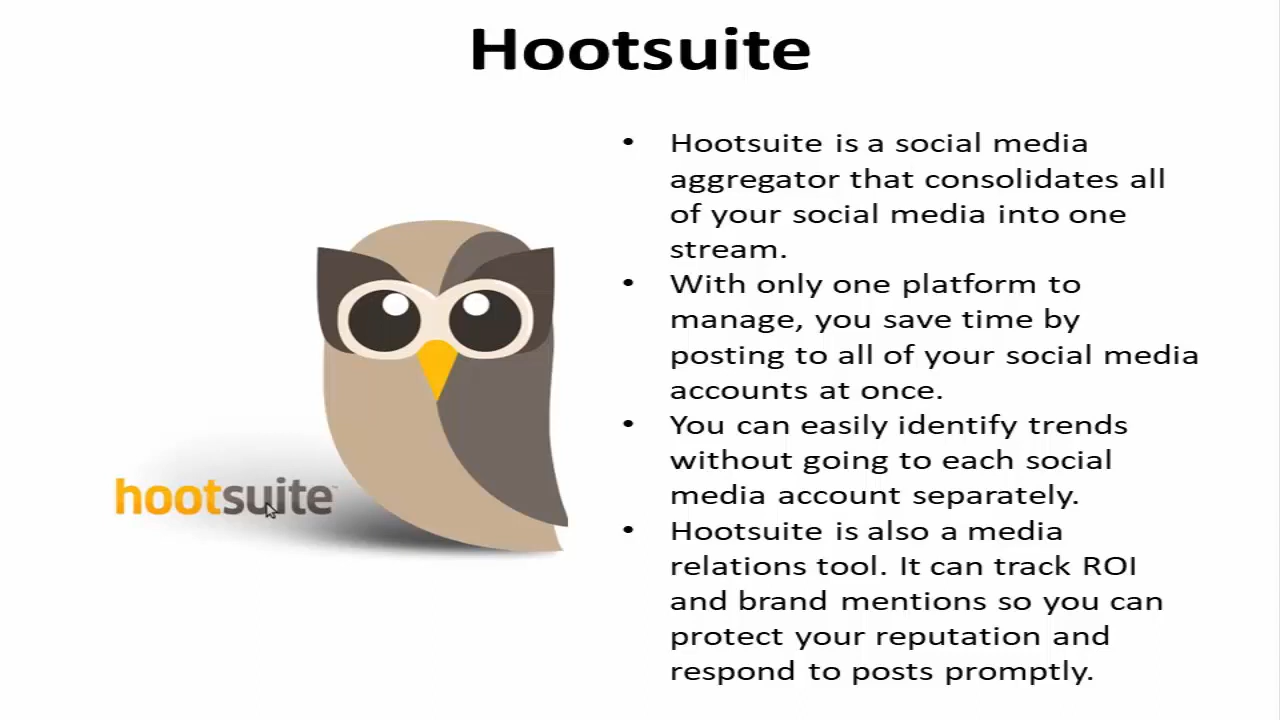 Hootsuite
• Hootsuite is a social media
aggregator that consolidates all
of your social media into one
stream.
• With only one platform to
manage, you save time by
posting to all of your social media
accounts at once.
• You can easily identify trends
without going to each social
media account separately.
• Hootsuite is also a media
relations tool. It can track ROI
and brand mentions so you can
protect your reputation and
respond to posts promptly.
hootsuite™